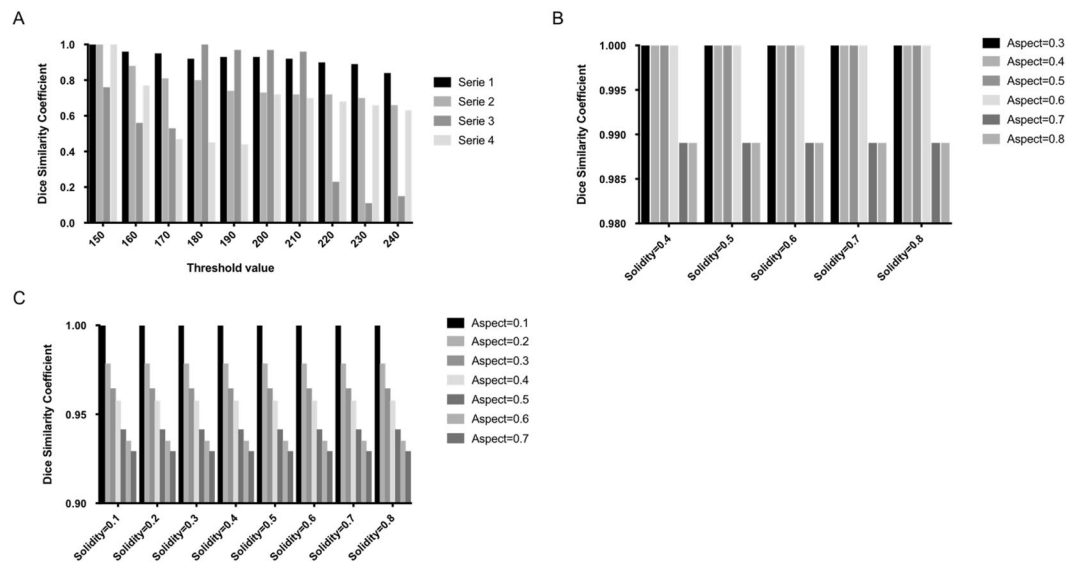 A
Dice Similarity Coefficient
1.0
0.8
0.6
0.4
0.2
0.0
150
160
170
180
190
200
210
220
230
240
Threshold value
Serie 1
Serie 2
Serie 3
Serie 4
B
Dice Similarity Coefficient
1.000
0.995
0.990
0.985
0.980
Solidity=0.4
Solidity=0.5
Solidity=0.6
Solidity=0.7
Solidity=0.8
Aspect=0.3
Aspect=0.4
Aspect=0.5
Aspect=0.6
Aspect=0.7
Aspect=0.8
C
Dice Similarity Coefficient
1.00
0.95
0.90
Solidity=0.1
Solidity=0.2
Solidity=0.3
Solidity=0.4
Solidity=0.5
Solidity=0.6
Solidity=0.7
Solidity=0.8
Aspect=0.1
Aspect=0.2
Aspect=0.3
Aspect=0.4
Aspect=0.5
Aspect=0.6
Aspect=0.7